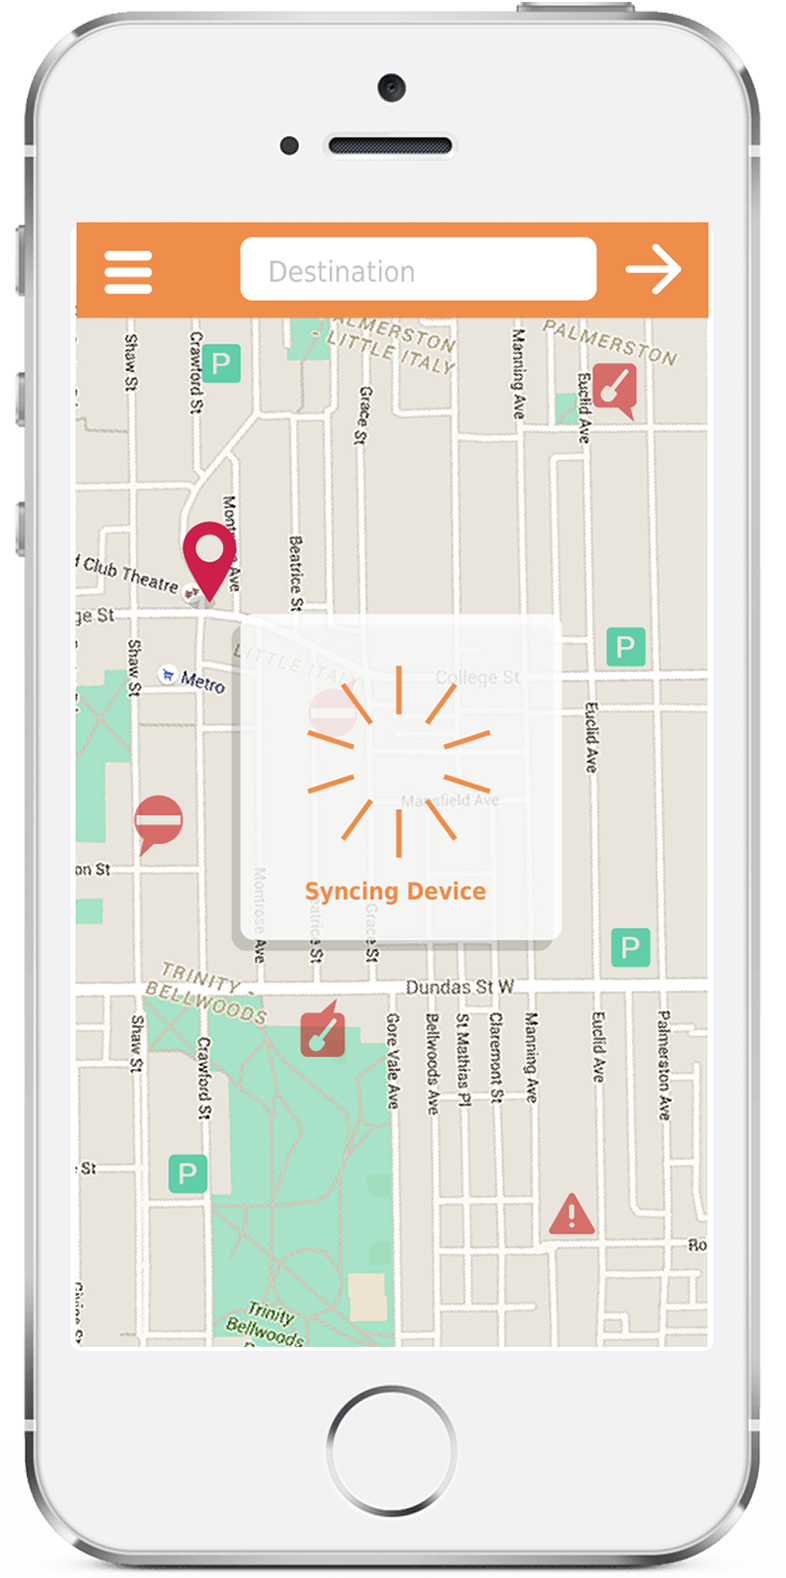 Destination
PALMERSTON
- LITTLE ITALY
PALMERSTON
Shaw St
Crawford St
P
Manning Ave
Euclid Ave
Grace St
Montrose Ave
Beatrice St
Club Theatre
ge St
Shaw St
Metro
LITTLE ITALY
College St
P
Euclid Ave
Mansfield Ave
Syncing Device
on St
Montrose Ave
Beatrice St
Grace St
P
TRINITY -
BELLWOODS
Dundas St W
Shaw St
Crawford St
Gore Vale Ave
Bellwoods Ave
St Mathias Pl
Claremont St
Manning Ave
Euclid Ave
Palmerston Ave
St
P
Ro
Trinity
Bellwoods